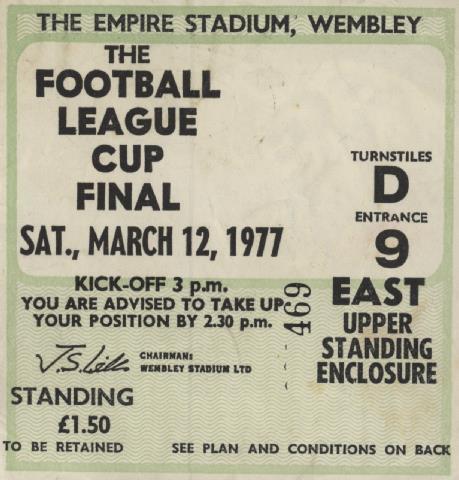 THE EMPIRE STADIUM, WEMBLEY
THE
FOOTBALL
LEAGUE
CUP
FINAL
SAT., MARCH 12, 1977
KICK-OFF 3 p.m.
YOU ARE ADVISED TO TAKE UP
YOUR POSITION BY 2.30 p.m.
TURNSTILES
D
ENTRANCE
9
EAST
UPPER
STANDING
ENCLOSURE
469
CHAIRMAN:
WEMBLEY STADIUM LTD
STANDING
£1.50
TO BE RETAINED
SEE PLAN AND CONDITIONS ON BACK